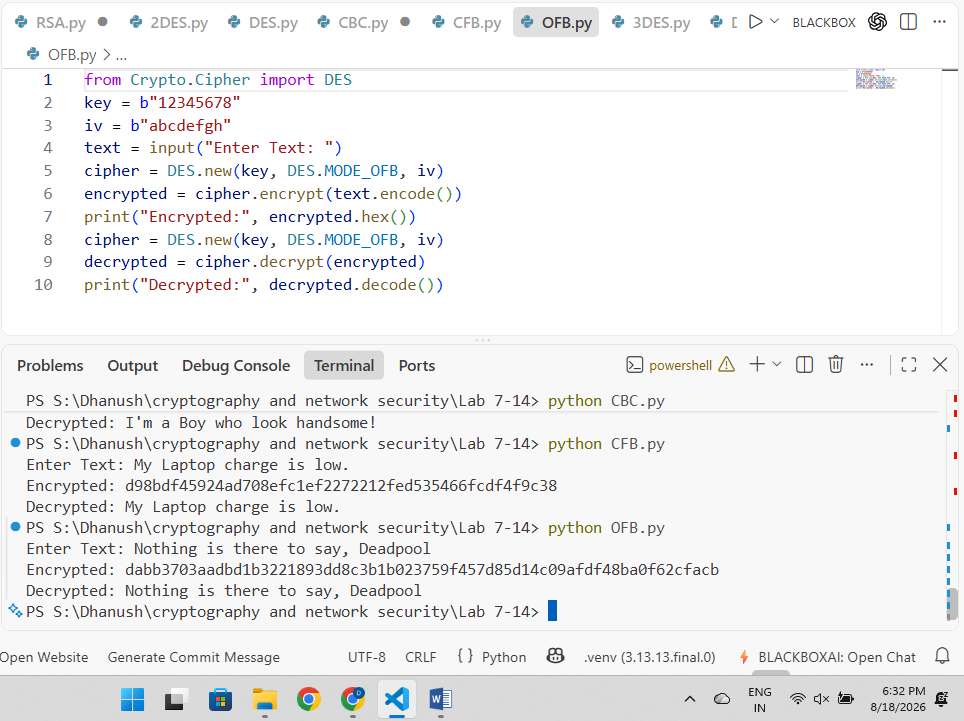 RSA.py
2DES.py
DES.py
CBC.py
CFB.py
OFB.py
3DES.py
BLACKBOX
OFB.py > ...
1 from Crypto.Cipher import DES
2 key = b"12345678"
3 iv = b"abcdefgh"
4 text = input("Enter Text: ")
5 cipher = DES.new(key, DES.MODE_OFB, iv)
6 encrypted = cipher.encrypt(text.encode())
7 print("Encrypted:", encrypted.hex())
8 cipher = DES.new(key, DES.MODE_OFB, iv)
9 decrypted = cipher.decrypt(encrypted)
10 print("Decrypted:", decrypted.decode())
Problems Output Debug Console Terminal Ports
powershell
PS S:\Dhanush\cryptography and network security\Lab 7-14> python CBC.py
Decrypted: I'm a Boy who look handsome!
PS S:\Dhanush\cryptography and network security\Lab 7-14> python CFB.py
Enter Text: My Laptop charge is low.
Encrypted: d98bdf45924ad708efc1ef2272212fed535466fcdf4f9c38
Decrypted: My Laptop charge is low.
PS S:\Dhanush\cryptography and network security\Lab 7-14> python OFB.py
Enter Text: Nothing is there to say, Deadpool
Encrypted: dabb3703aadbd1b3221893dd8c3b1b023759f457d85d14c09afdf48ba0f62cfacb
Decrypted: Nothing is there to say, Deadpool
PS S:\Dhanush\cryptography and network security\Lab 7-14>
Open Website Generate Commit Message UTF-8 CRLF {} Python .venv (3.13.13.final.0) BLACKBOXAI: Open Chat
ENG
IN
6:32 PM
8/18/2026